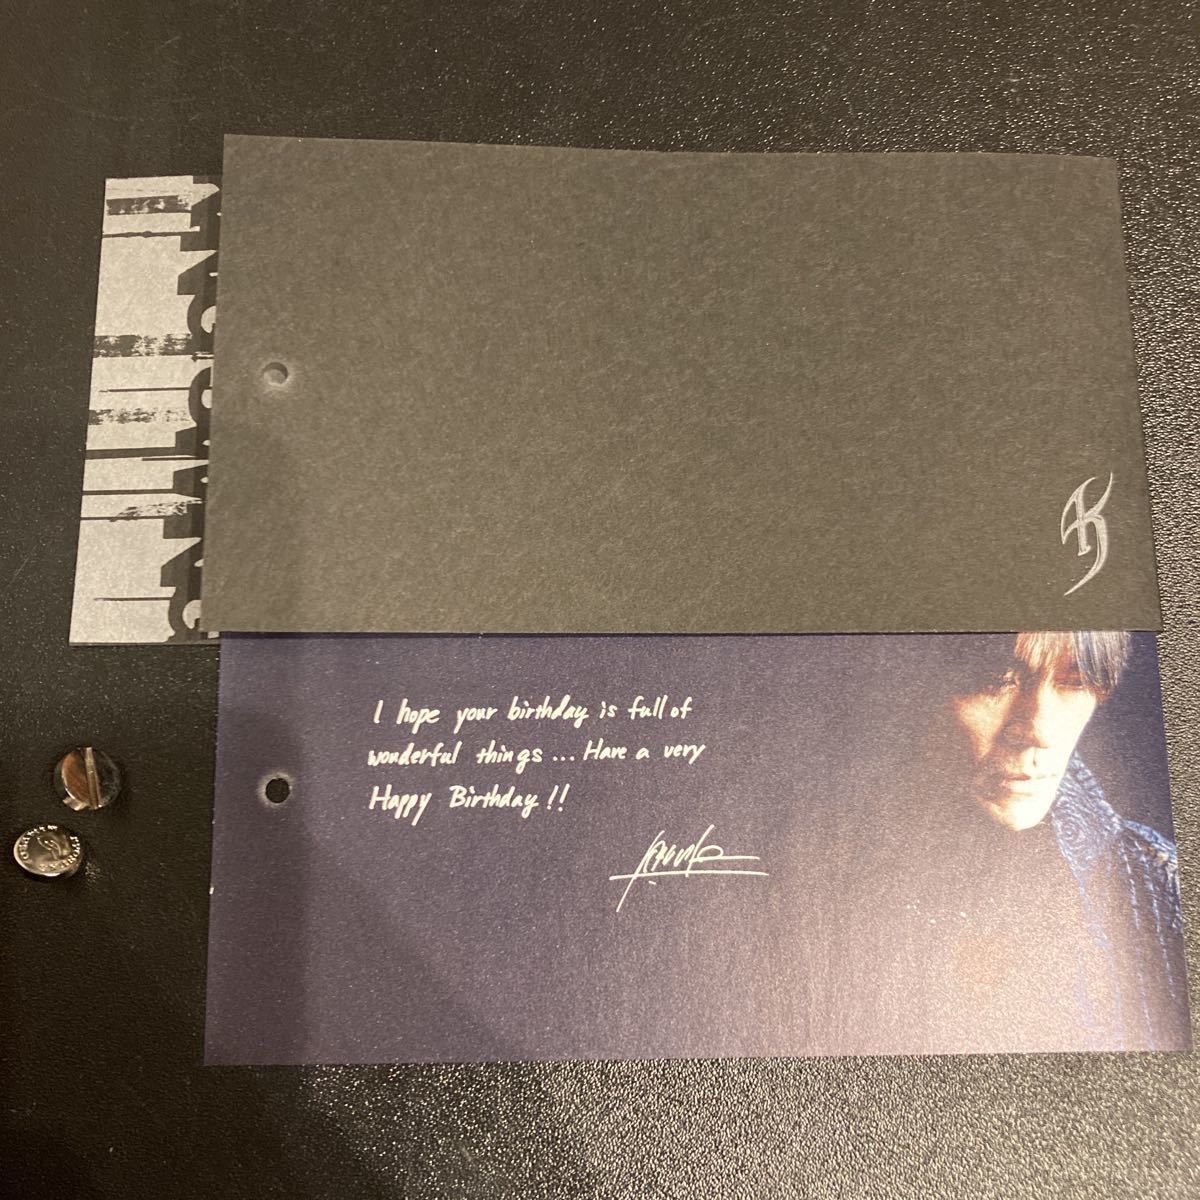 I hope your birthday is full of
wonderful things... Have a very
Happy Birthday!!